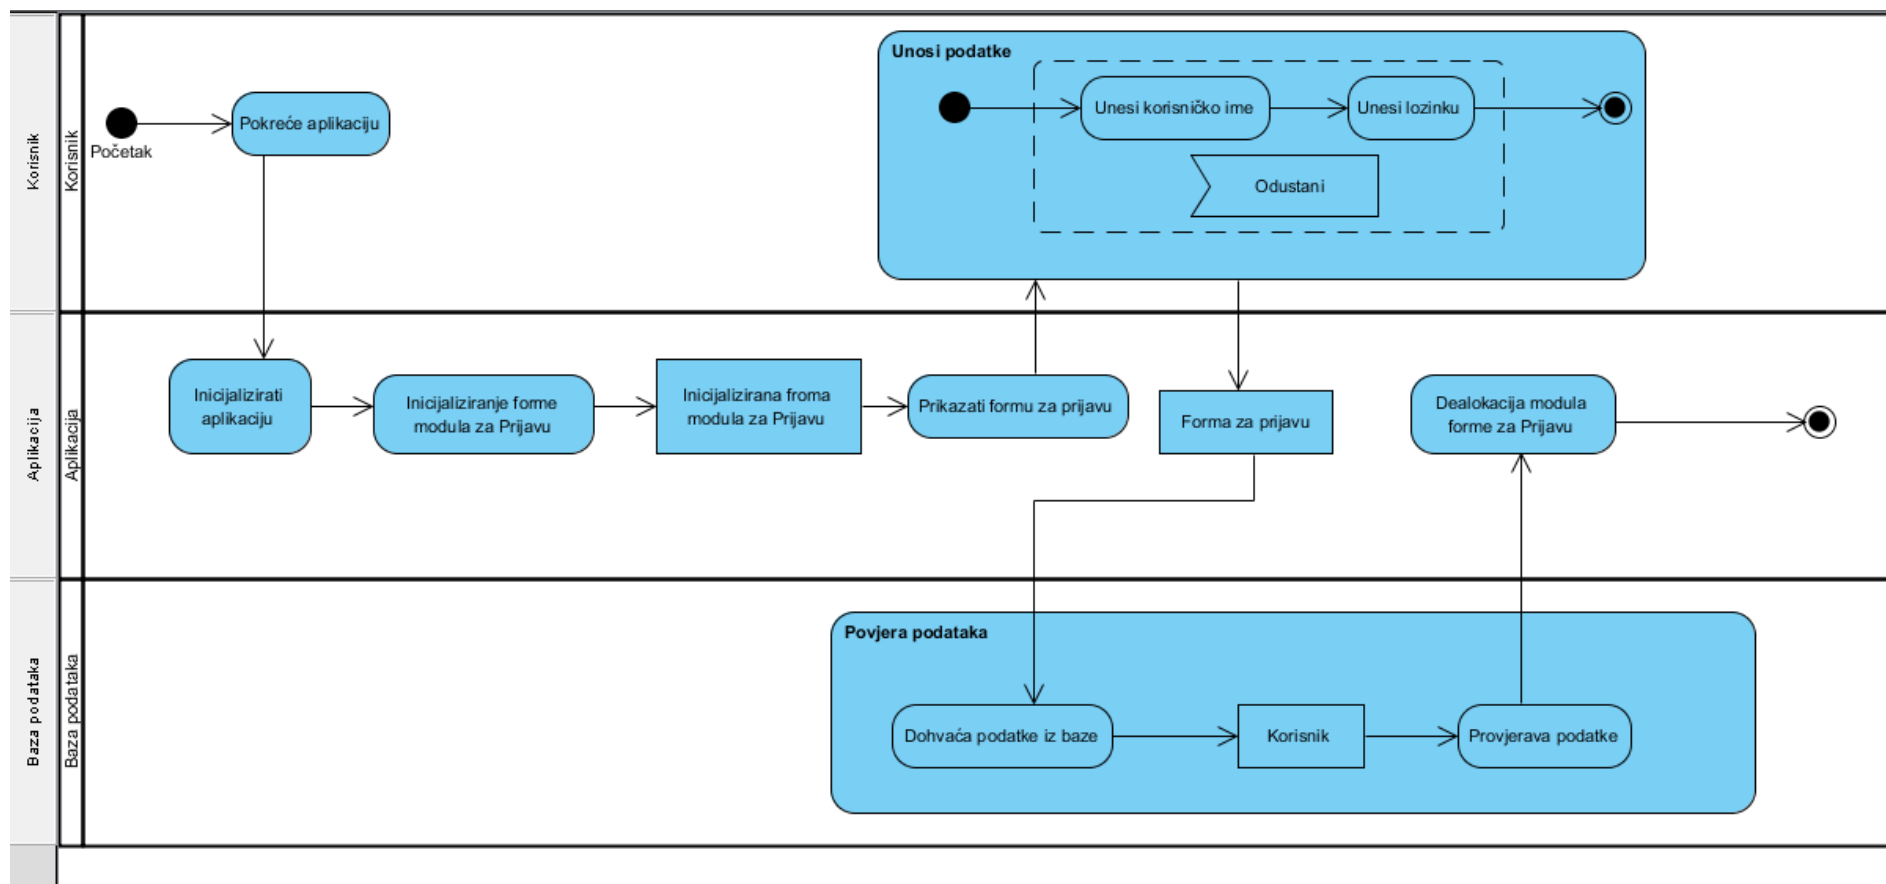 Korisnik
Korisnik
Početak
Pokreće aplikaciju
Unosi podatke
Unesi korisničko ime
Unesi lozinku
Odustani
Aplikacija
Aplikacija
Inicijalizirati
aplikaciju
Inicijaliziranje forme
modula za Prijavu
Inicijalizirana froma
modula za Prijavu
Prikazati formu za prijavu
Forma za prijavu
Dealokacija modula
forme za Prijavu
Baza podataka
Baza podataka
Povjera podataka
Dohvaća podatke iz baze
Korisnik
Provjerava podatke